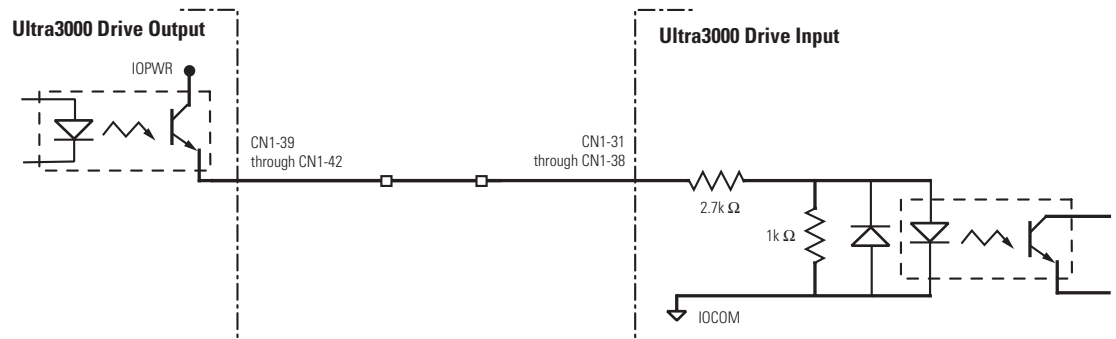 Ultra3000 Drive Output
Ultra3000 Drive Input
IOPWR
CN1-39
through CN1-42
CN1-31
through CN1-38
2.7k Ω
1k Ω
IOCOM